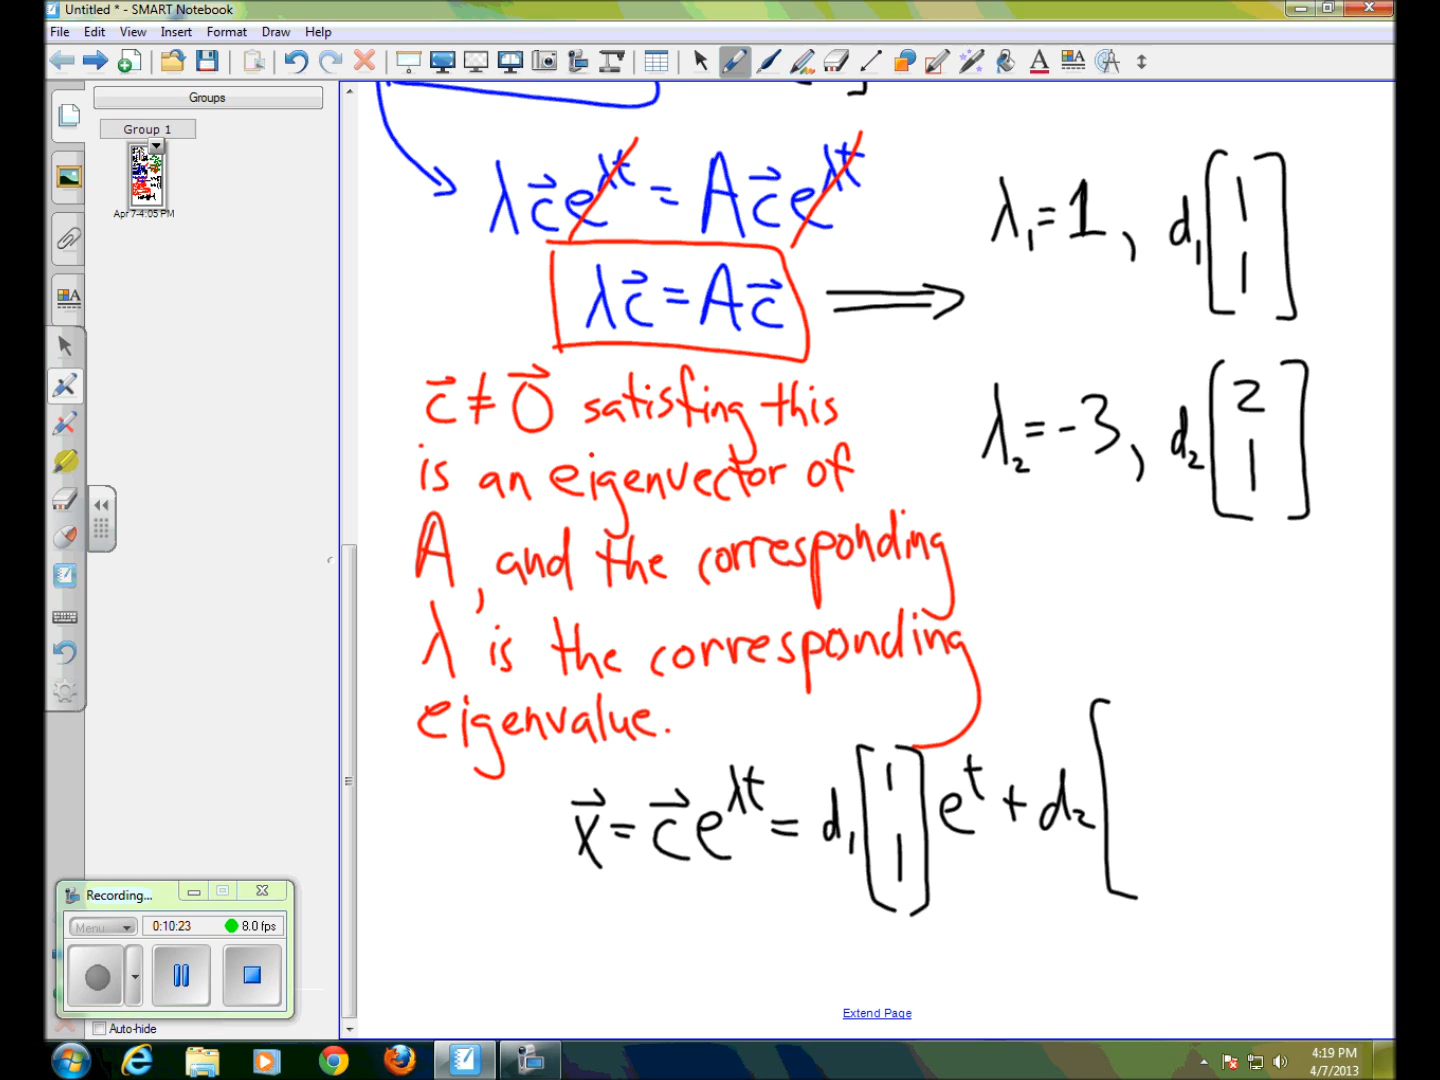 Untitled * - SMART Notebook
File Edit View Insert Format Draw Help
Groups
Group 1
Apr 7-4:05 PM
λc⃗e^λt = Ac⃗e^λt
λc⃗ = Ac⃗ ⟹
λ₁ = 1, d₁ [1 1]
λ₂ = -3, d₂ [2 1]
c⃗ ≠ 0⃗ satisfing this
is an eigenvector of
A, and the corresponding
λ is the corresponding
eigenvalue.
x⃗ = c⃗e^λt = d₁ [1 1] e^t + d₂ [
Recording...
Menu 0:10:23 8.0 fps
Auto-hide
Extend Page
4:19 PM
4/7/2013